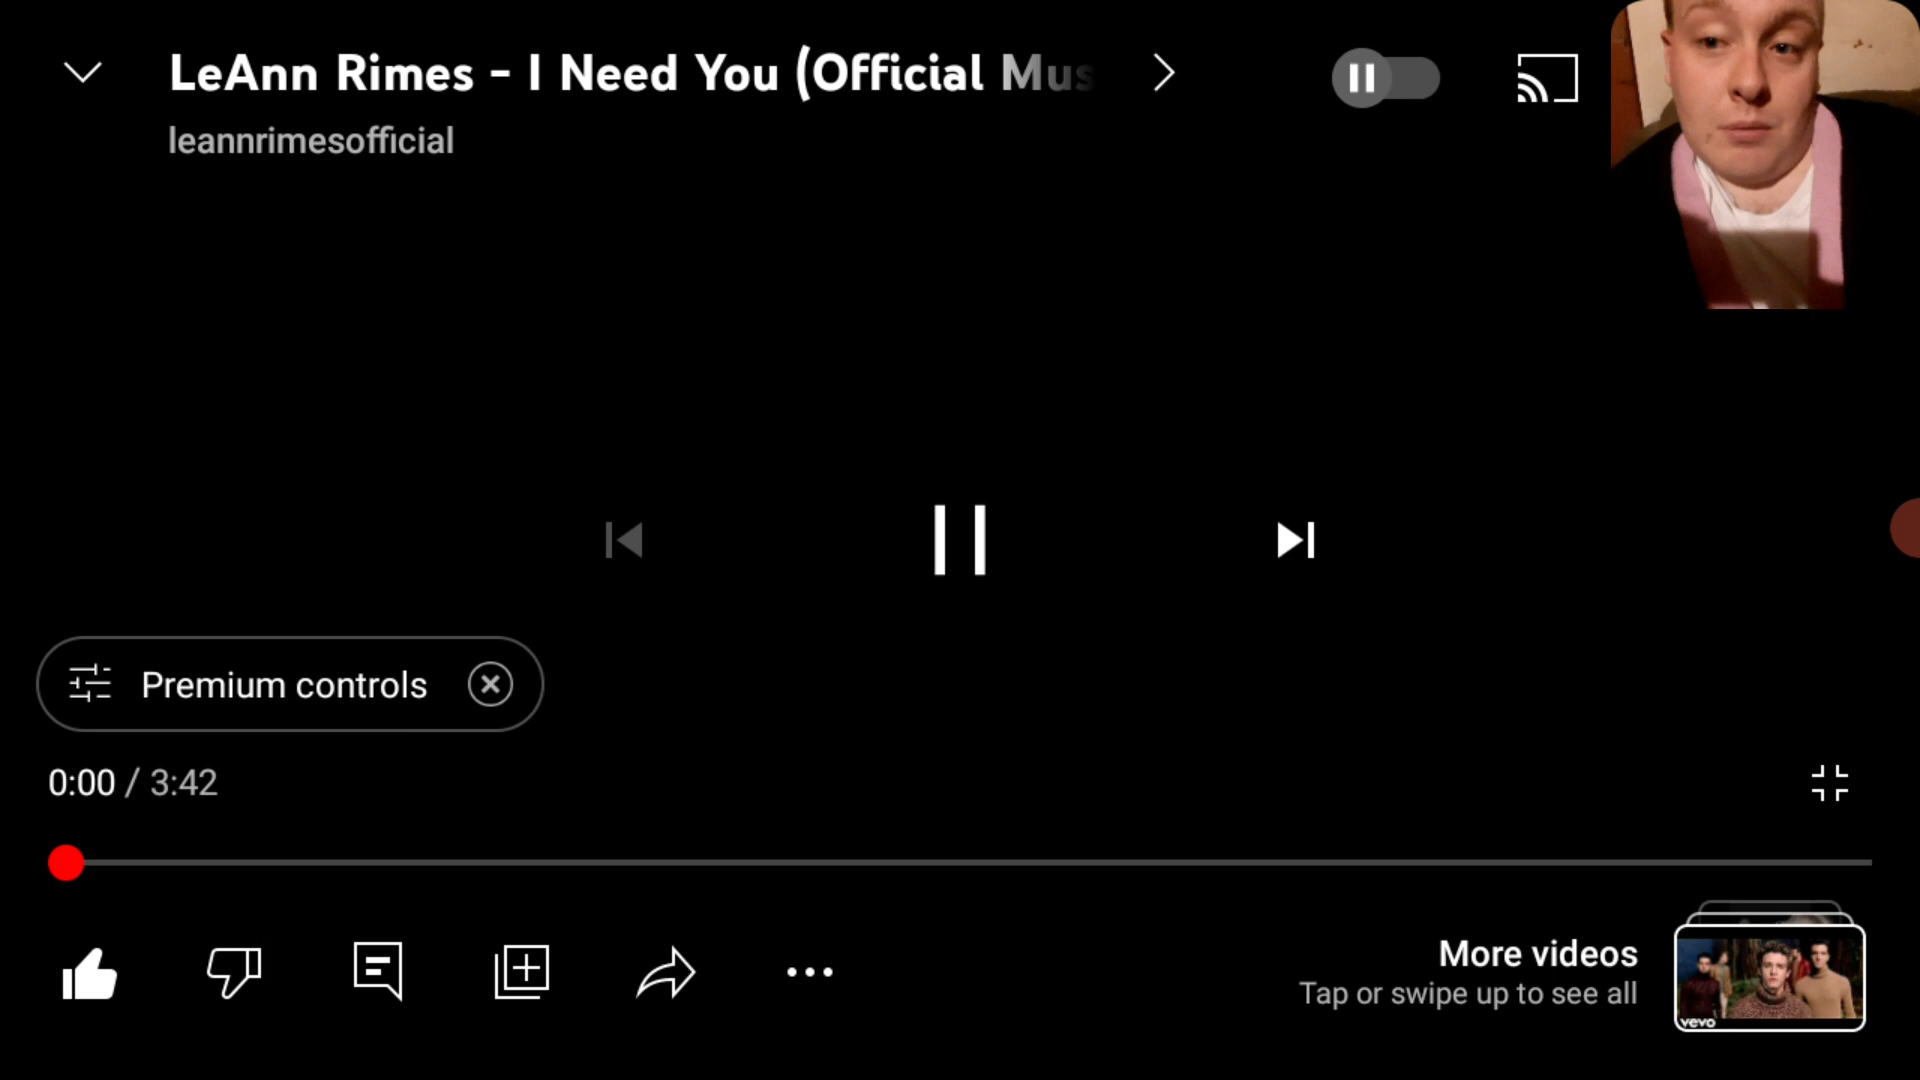 LeAnn Rimes - I Need You (Official Mus
leannrimesofficial
Premium controls
0:00 / 3:42
More videos
Tap or swipe up to see all
vevo